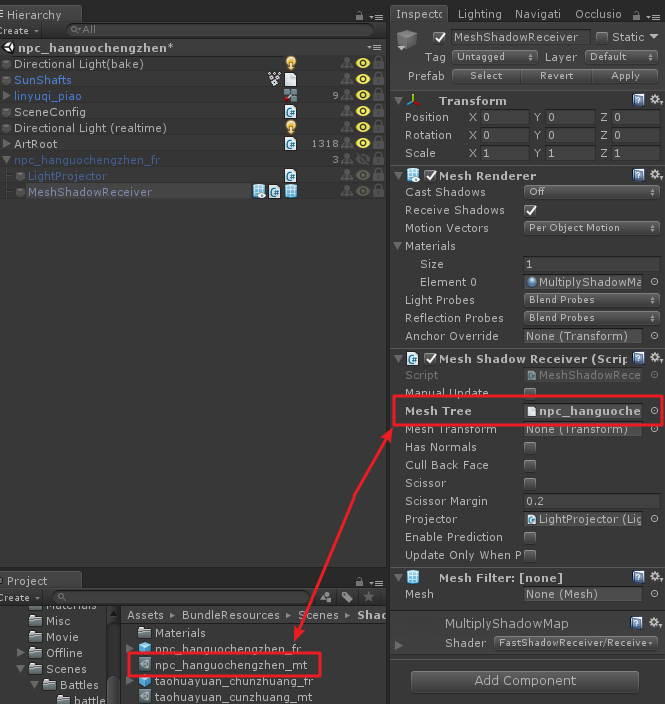 Hierarchy
Create
All
npc_hanguochengzhen*
Directional Light(bake)
SunShafts
linyuqi_piao 9
SceneConfig
Directional Light (realtime)
ArtRoot 1318
npc_hanguochengzhen_fr 3
LightProjector
MeshShadowReceiver
Project
Create
Materials
Misc
Movie
Offline
Scenes
Battles
battle
Assets ▸ BundleResources ▸ Scenes ▸ Shad
Materials
npc_hanguochengzhen_fr
npc_hanguochengzhen_mt
taohuayuan_chunzhuang_fr
taohuayuan_cunzhuang_mt
Inspecto Lighting Navigati Occlusio
MeshShadowReceiver Static
Tag Untagged Layer Default
Prefab Select Revert Apply
Transform
Position X 0 Y 0 Z 0
Rotation X 0 Y 0 Z 0
Scale X 1 Y 1 Z 1
Mesh Renderer
Cast Shadows Off
Receive Shadows
Motion Vectors Per Object Motion
Materials
Size 1
Element 0 MultiplyShadowMa
Light Probes Blend Probes
Reflection Probes Blend Probes
Anchor Override None (Transform)
Mesh Shadow Receiver (Scrip
Script MeshShadowRece
Manual Update
Mesh Tree npc_hanguoche
Mesh Transform None (Transform)
Has Normals
Cull Back Face
Scissor
Scissor Margin 0.2
Projector LightProjector (Lig
Enable Prediction
Update Only When P
Mesh Filter: [none]
Mesh None (Mesh)
MultiplyShadowMap
Shader FastShadowReceiver/Receive
Add Component